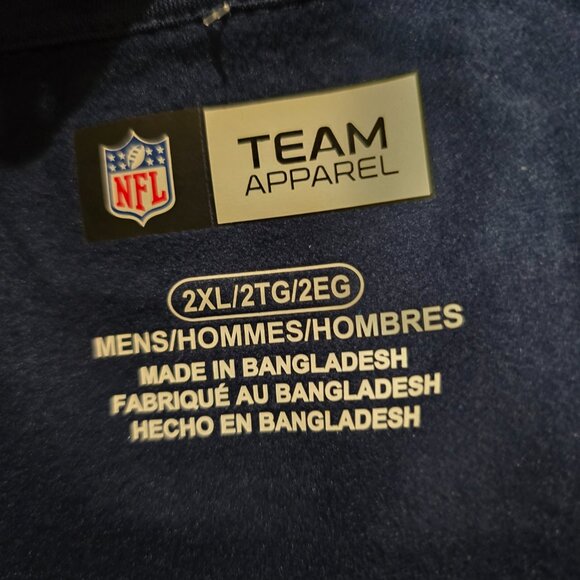 NFL
TEAM
APPAREL
2XL/2TG/2EG
MENS/HOMMES/HOMBRES
MADE IN BANGLADESH
FABRIQUÉ AU BANGLADESH
HECHO EN BANGLADESH